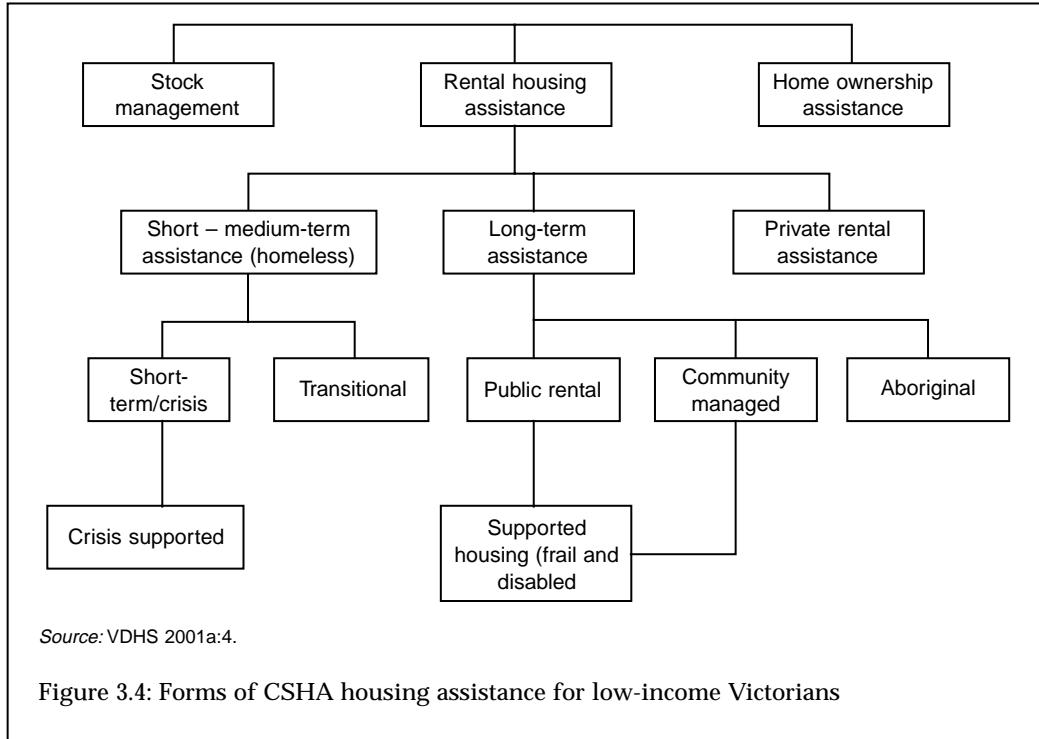 Stock
management
Rental housing
assistance
Home ownership
assistance
Short – medium-term
assistance (homeless)
Long-term
assistance
Private rental
assistance
Short-
term/crisis
Transitional
Public rental
Community
managed
Aboriginal
Crisis supported
Supported
housing (frail and
disabled
Source: VDHS 2001a:4.
Figure 3.4: Forms of CSHA housing assistance for low-income Victorians